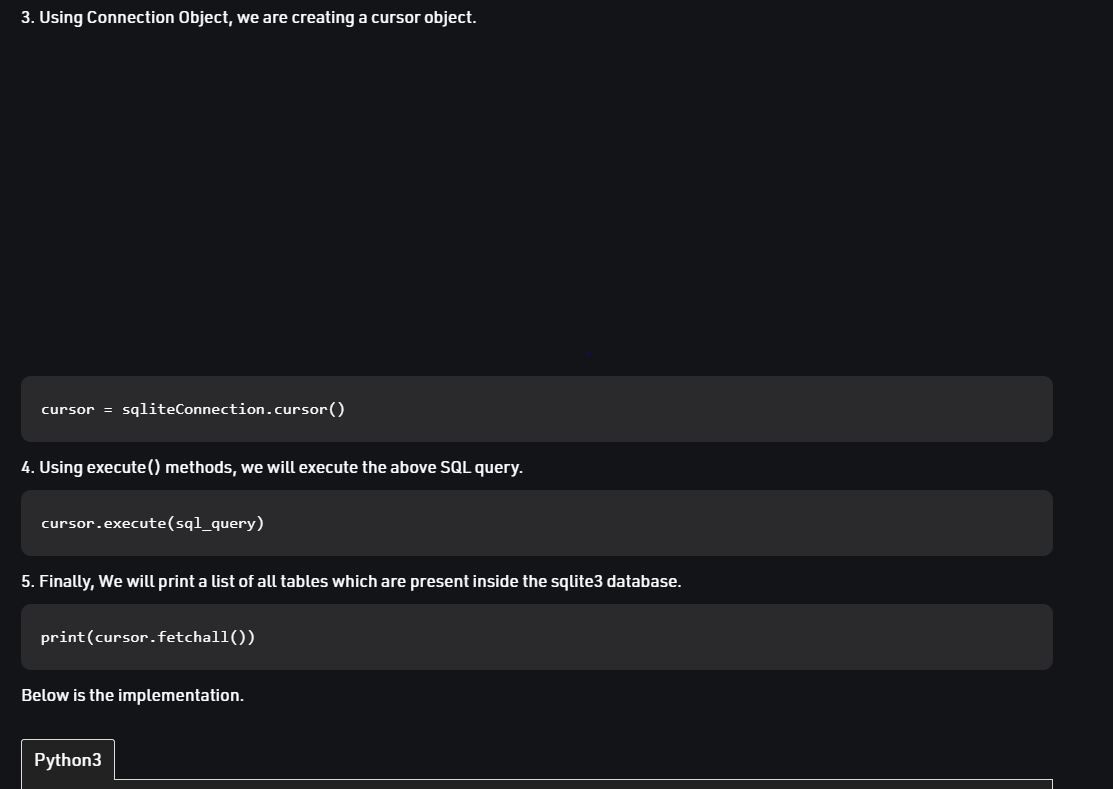 3. Using Connection Object, we are creating a cursor object.
cursor = sqliteConnection.cursor()
4. Using execute() methods, we will execute the above SQL query.
cursor.execute(sql_query)
5. Finally, We will print a list of all tables which are present inside the sqlite3 database.
print(cursor.fetchall())
Below is the implementation.
Python3